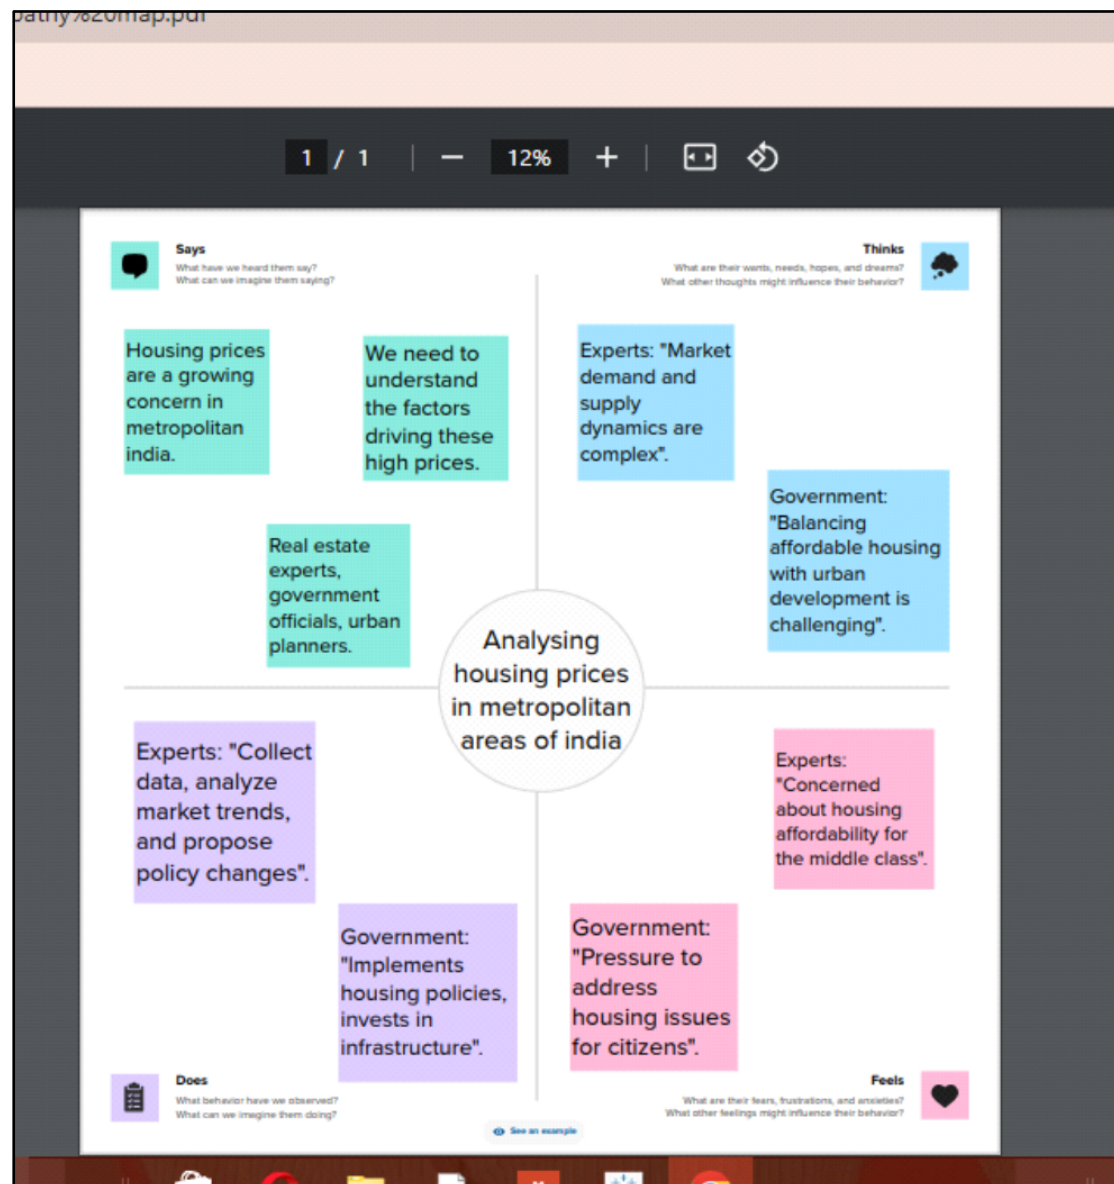 pathy%20map.pdf
1 / 1
12%
Says
What have we heard them say?
What can we imagine them saying?
Thinks
What are their wants, needs, hopes, and dreams?
What other thoughts might influence their behavior?
Housing prices
are a growing
concern in
metropolitan
india.
We need to
understand
the factors
driving these
high prices.
Real estate
experts,
government
officials, urban
planners.
Experts: "Market
demand and
supply
dynamics are
complex".
Government:
"Balancing
affordable housing
with urban
development is
challenging".
Analysing
housing prices
in metropolitan
areas of india
Experts: "Collect
data, analyze
market trends,
and propose
policy changes".
Government:
"Implements
housing policies,
invests in
infrastructure".
Experts:
"Concerned
about housing
affordability for
the middle class".
Government:
"Pressure to
address
housing issues
for citizens".
Does
What behavior have we observed?
What can we imagine them doing?
Feels
What are their fears, frustrations, and anxieties?
What other feelings might influence their behavior?
See an example